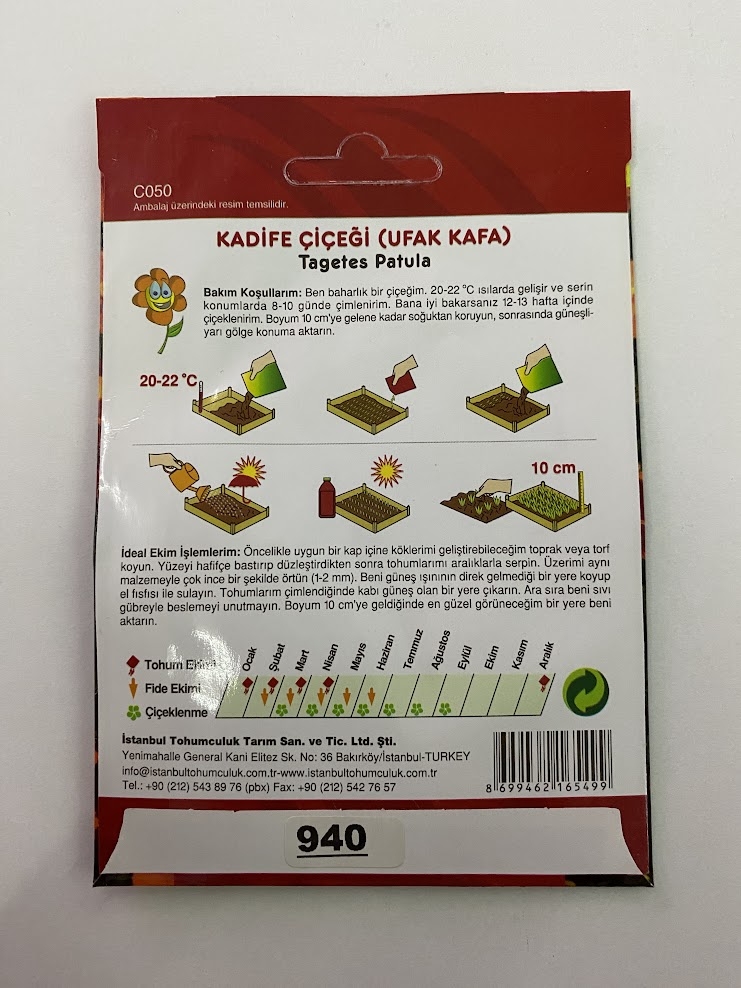 C050
Ambalaj üzerindeki resim temsilidir.
KADİFE ÇİÇEĞİ (UFAK KAFA)
Tagetes Patula
Bakım Koşullarım: Ben baharlık bir çiçeğim. 20-22 °C ısılarda gelişir ve serin
konumlarda 8-10 günde çimlenirim. Bana iyi bakarsanız 12-13 hafta içinde
çiçeklenirim. Boyum 10 cm'ye gelene kadar soğuktan koruyun, sonrasında güneşli-
yarı gölge konuma aktarın.
20-22 °C
10 cm
İdeal Ekim İşlemlerim: Öncelikle uygun bir kap içine köklerimi geliştirebileceğim toprak veya torf
koyun. Yüzeyi hafifçe bastırıp düzleştirdikten sonra tohumlarımı aralıklarla serpin. Üzerimi aynı
malzemeyle çok ince bir şekilde örtün (1-2 mm). Beni güneş ışınının direk gelmediği bir yere koyup
el fısfısı ile sulayın. Tohumlarım çimlendiğinde kabı güneş olan bir yere çıkarın. Ara sıra beni sıvı
gübreyle beslemeyi unutmayın. Boyum 10 cm'ye geldiğinde en güzel görüneceğim bir yere beni
aktarın.
Ocak Şubat Mart Nisan Mayıs Haziran Temmuz Ağustos Eylül Ekim Kasım Aralık
Tohum Ekimi
Fide Ekimi
Çiçeklenme
İstanbul Tohumculuk Tarım San. ve Tic. Ltd. Şti.
Yenimahalle General Kani Elitez Sk. No: 36 Bakırköy/İstanbul-TURKEY
info@istanbultohumculuk.com.tr-www.istanbultohumculuk.com.tr
Tel.: +90 (212) 543 89 76 (pbx) Fax: +90 (212) 542 76 57
8 699462 165499
940